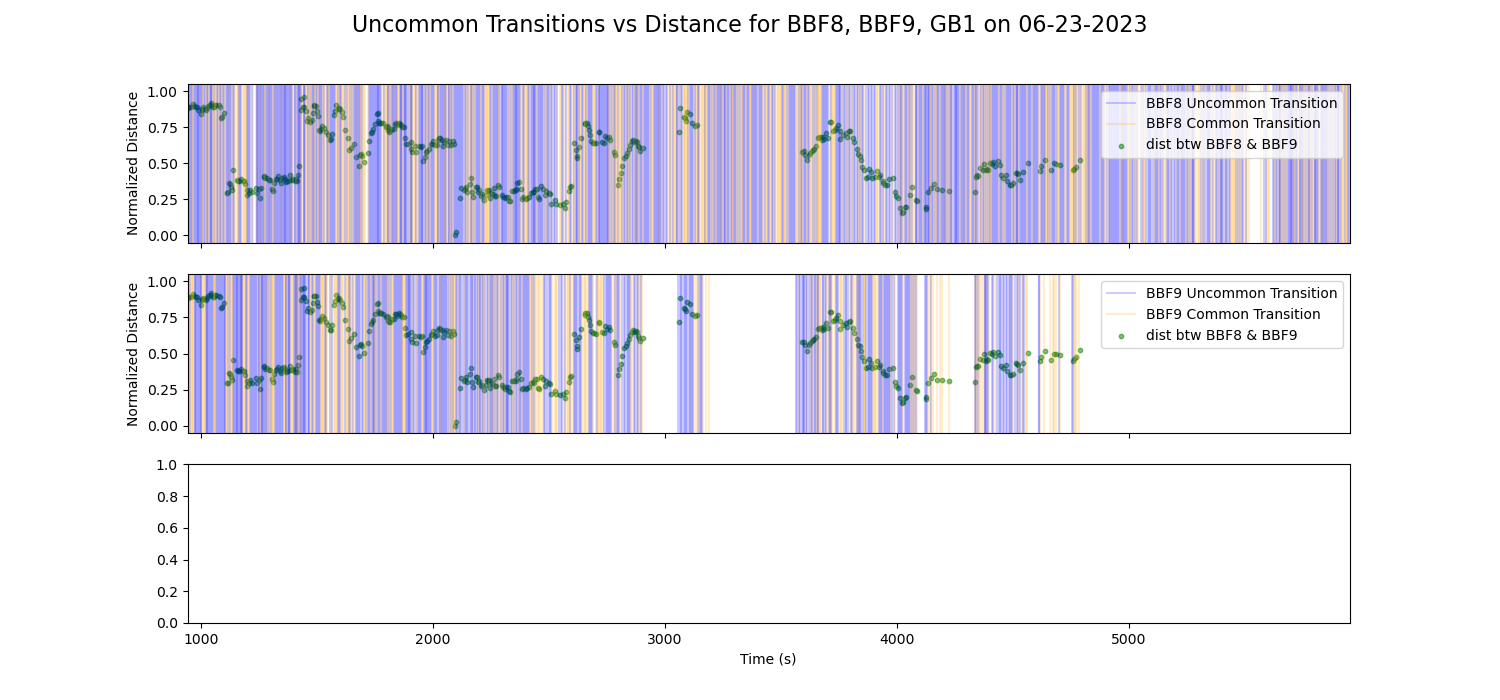 Uncommon Transitions vs Distance for BBF8, BBF9, GB1 on 06-23-2023
Normalized Distance
1.00
0.75
0.50
0.25
0.00
BBF8 Uncommon Transition
BBF8 Common Transition
dist btw BBF8 & BBF9
Normalized Distance
1.00
0.75
0.50
0.25
0.00
BBF9 Uncommon Transition
BBF9 Common Transition
dist btw BBF8 & BBF9
1.0
0.8
0.6
0.4
0.2
0.0
1000 2000 3000 4000 5000
Time (s)